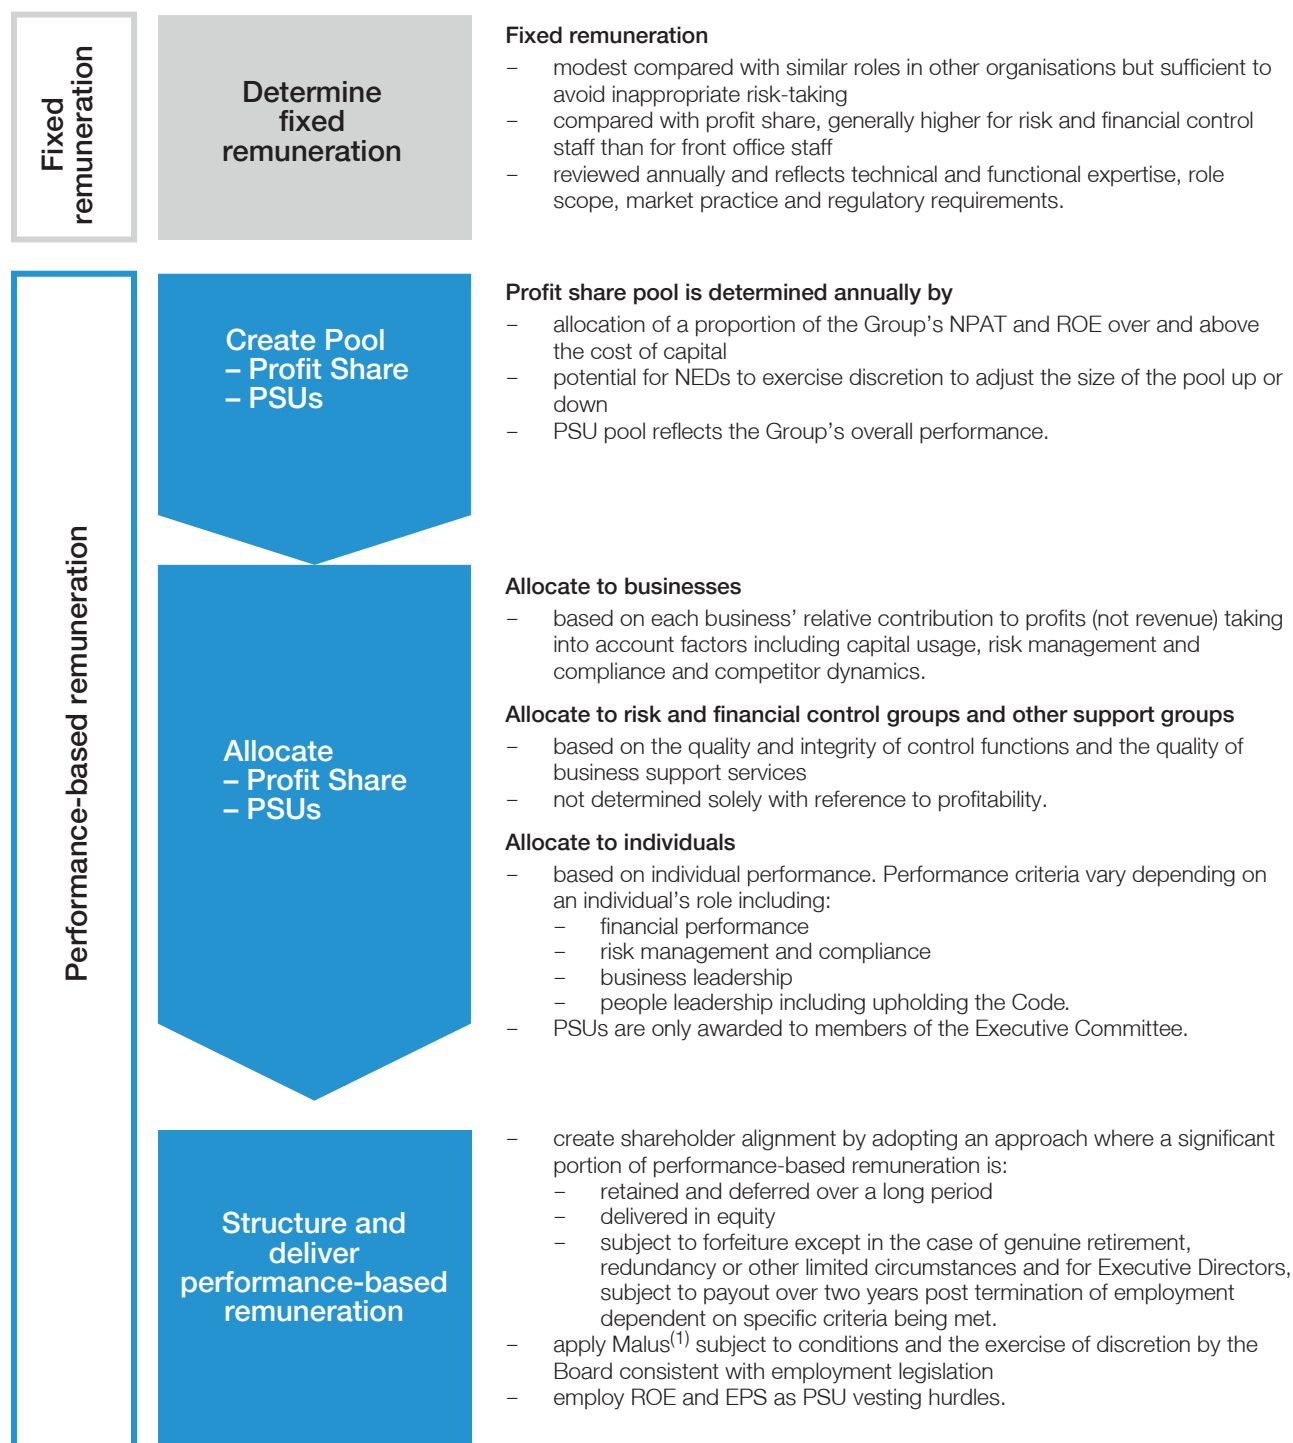 Fixed
remuneration
Determine
fixed
remuneration
Fixed remuneration
– modest compared with similar roles in other organisations but sufficient to
avoid inappropriate risk-taking
– compared with profit share, generally higher for risk and financial control
staff than for front office staff
– reviewed annually and reflects technical and functional expertise, role
scope, market practice and regulatory requirements.
Performance-based remuneration
Create Pool
– Profit Share
– PSUs
Profit share pool is determined annually by
– allocation of a proportion of the Group's NPAT and ROE over and above
the cost of capital
– potential for NEDs to exercise discretion to adjust the size of the pool up or
down
– PSU pool reflects the Group's overall performance.
Allocate
– Profit Share
– PSUs
Allocate to businesses
– based on each business' relative contribution to profits (not revenue) taking
into account factors including capital usage, risk management and
compliance and competitor dynamics.
Allocate to risk and financial control groups and other support groups
– based on the quality and integrity of control functions and the quality of
business support services
– not determined solely with reference to profitability.
Allocate to individuals
– based on individual performance. Performance criteria vary depending on
an individual's role including:
– financial performance
– risk management and compliance
– business leadership
– people leadership including upholding the Code.
– PSUs are only awarded to members of the Executive Committee.
Structure and
deliver
performance-based
remuneration
– create shareholder alignment by adopting an approach where a significant
portion of performance-based remuneration is:
– retained and deferred over a long period
– delivered in equity
– subject to forfeiture except in the case of genuine retirement,
redundancy or other limited circumstances and for Executive Directors,
subject to payout over two years post termination of employment
dependent on specific criteria being met.
– apply Malus(1) subject to conditions and the exercise of discretion by the
Board consistent with employment legislation
– employ ROE and EPS as PSU vesting hurdles.